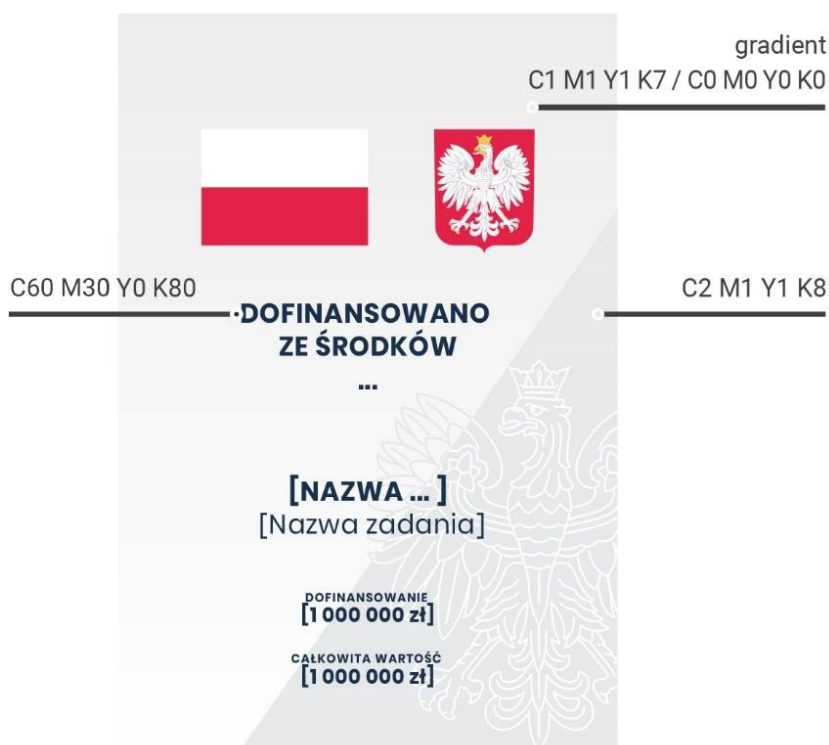 gradient
C1 M1 Y1 K7 / C0 M0 Y0 K0
C60 M30 Y0 K80
C2 M1 Y1 K8
DOFINANSOWANO
ZE ŚRODKÓW
...
[NAZWA ... ]
[Nazwa zadania]
DOFINANSOWANIE
[1 000 000 zł]
CAŁKOWITA WARTOŚĆ
[1 000 000 zł]